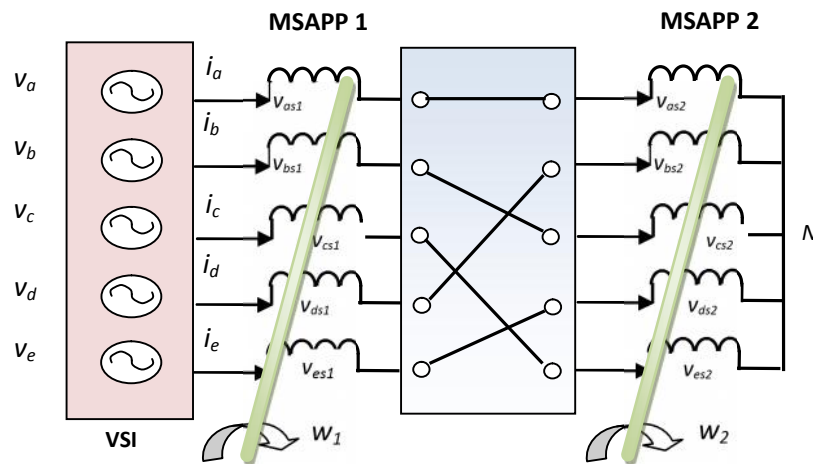 MSAPP 1
MSAPP 2
va
ia
vas1
vas2
vb
ib
vbs1
vbs2
vc
ic
vcs1
vcs2
N
vd
id
vds1
vds2
ve
ie
ves1
ves2
VSI
w1
w2